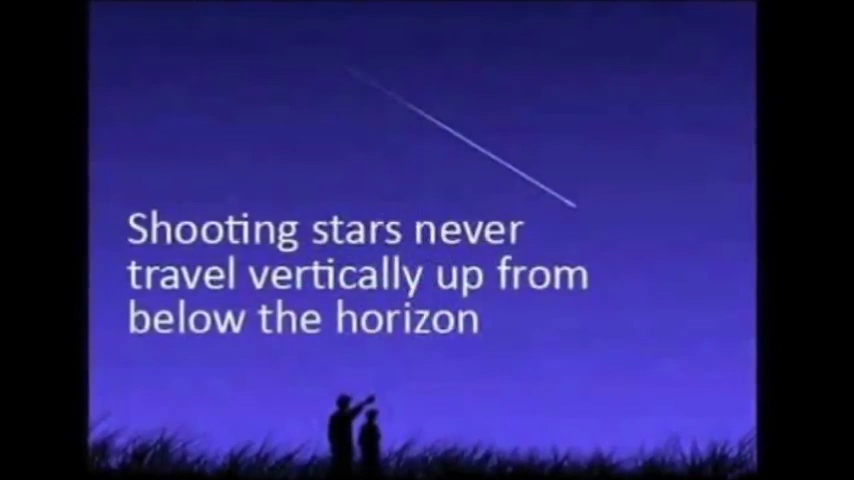 Shooting stars never
travel vertically up from
below the horizon